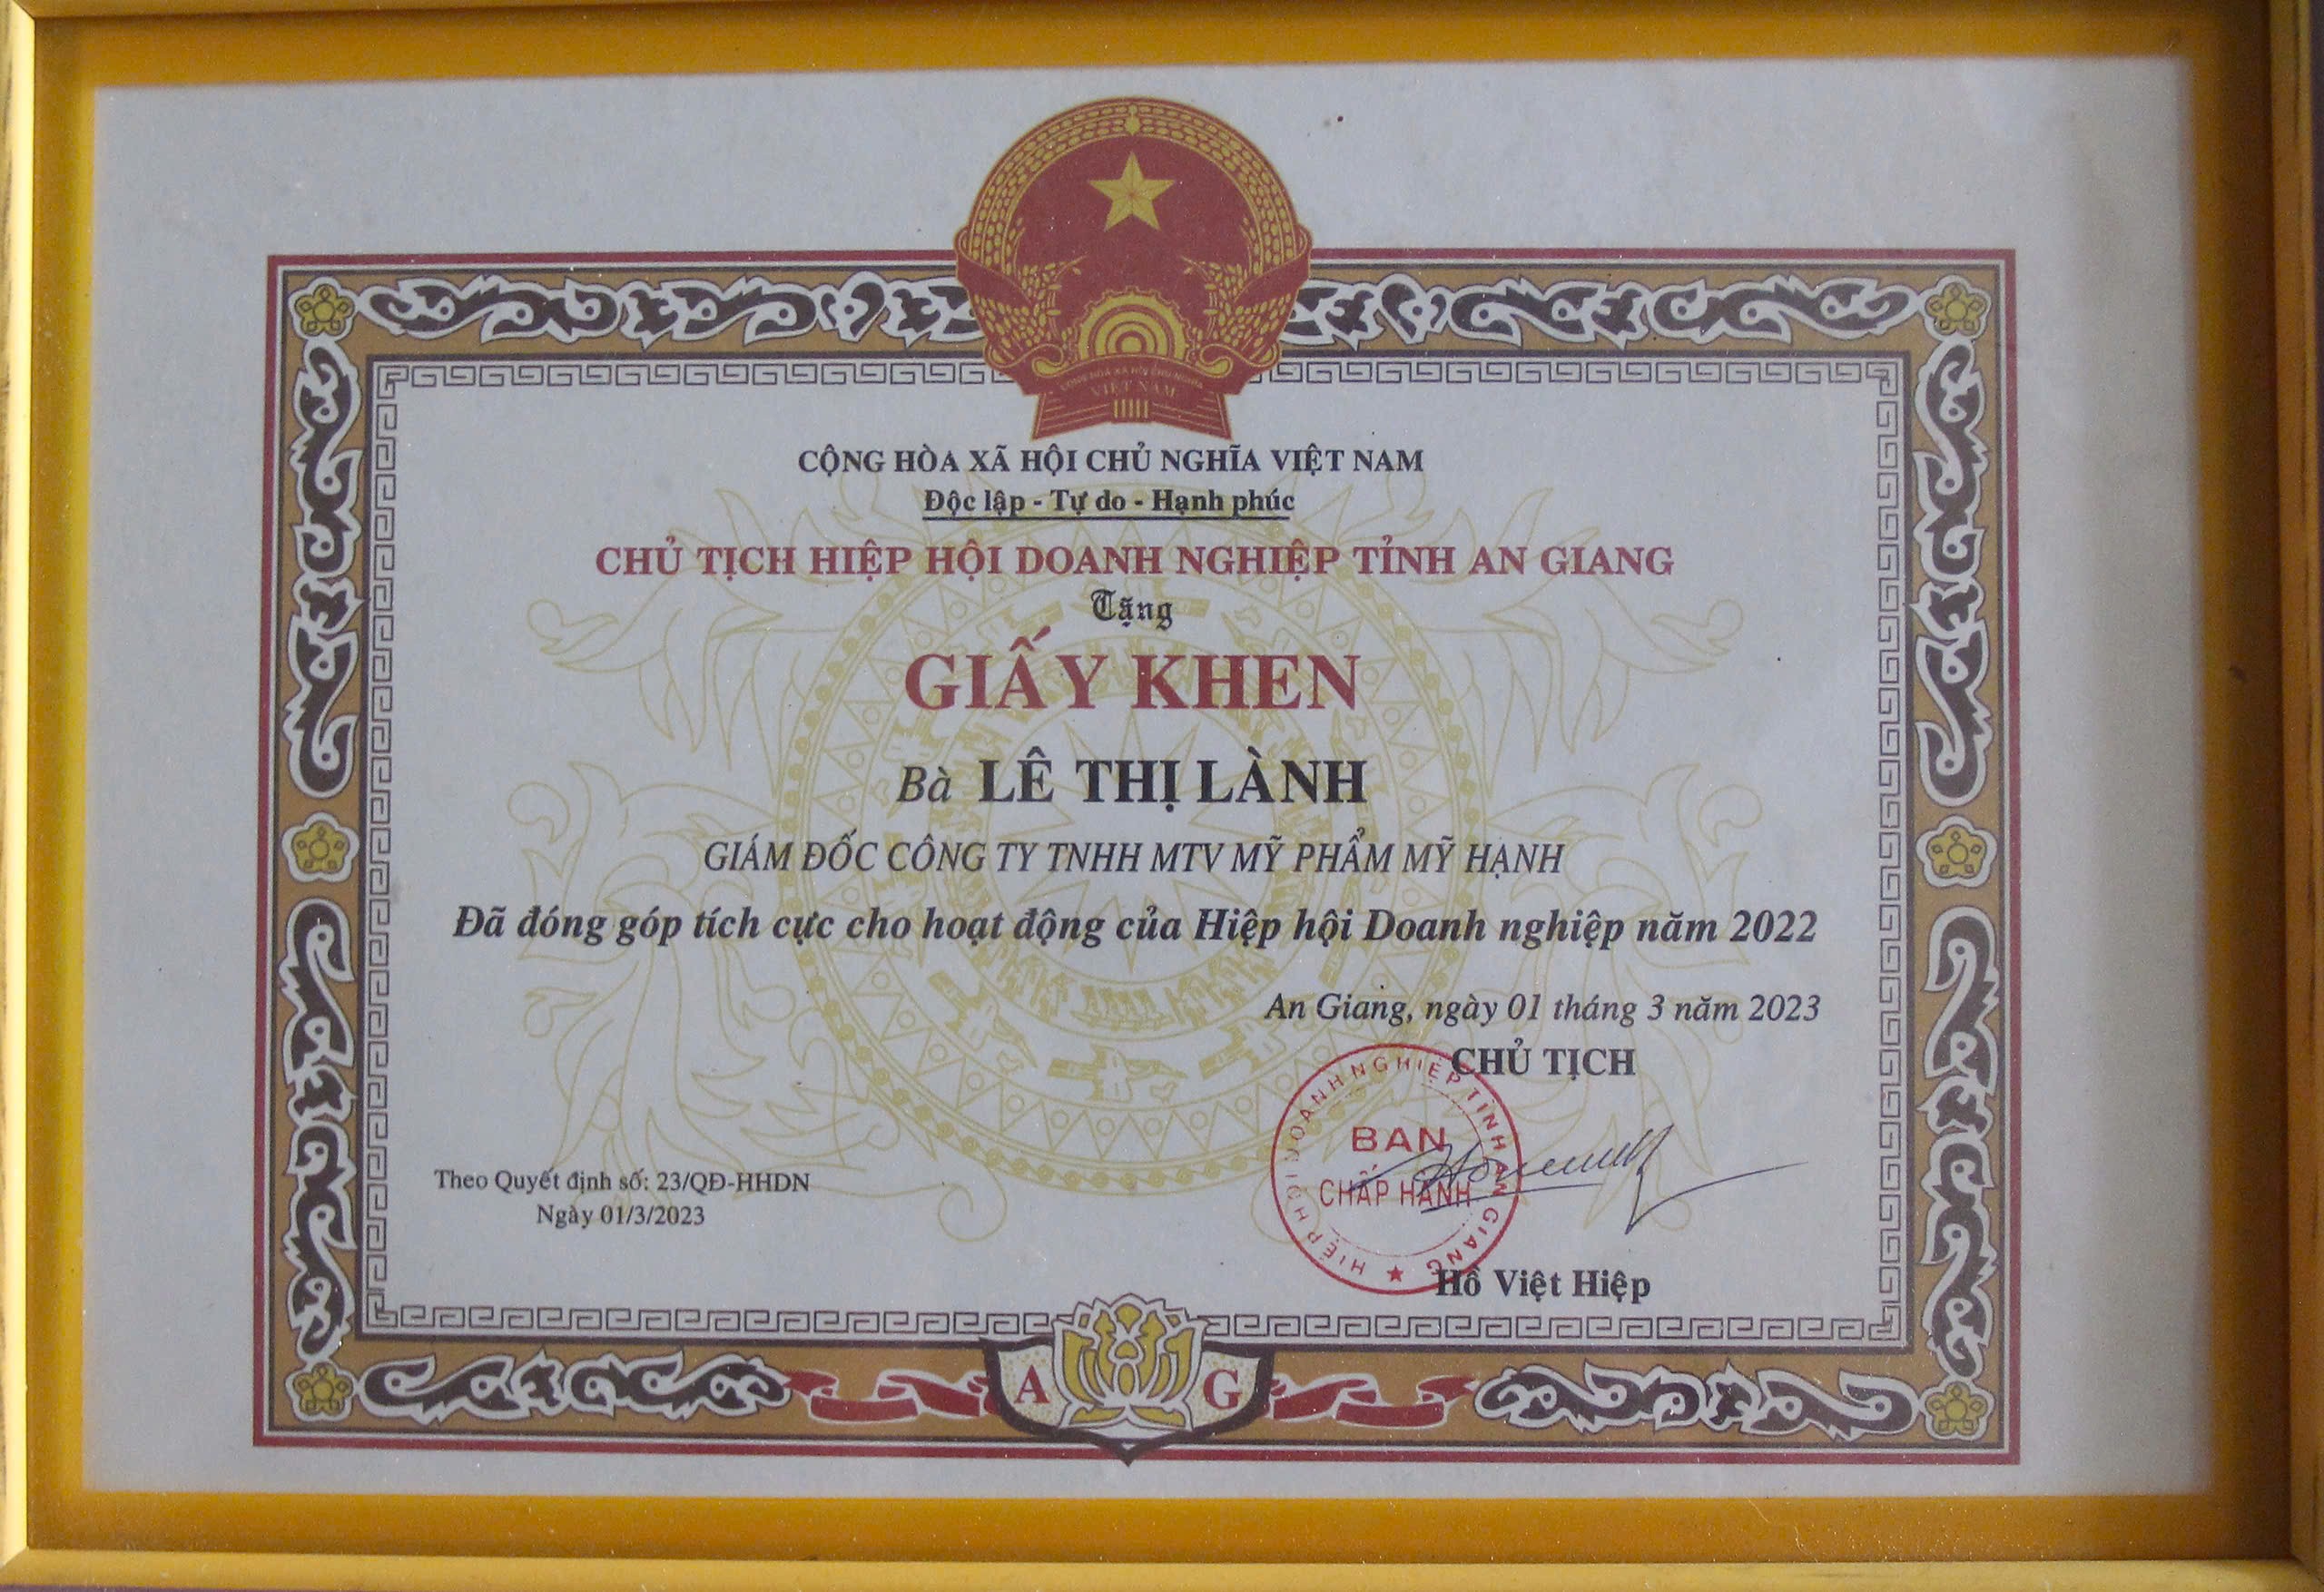 CỘNG HÒA XÃ HỘI CHỦ NGHĨA
VIỆT NAM
CỘNG HÒA XÃ HỘI CHỦ NGHĨA VIỆT NAM
Độc lập - Tự do - Hạnh phúc
CHỦ TỊCH HIỆP HỘI DOANH NGHIỆP TỈNH AN GIANG
Tặng
GIẤY KHEN
Bà LÊ THỊ LÀNH
GIÁM ĐỐC CÔNG TY TNHH MTV MỸ PHẨM MỸ HẠNH
Đã đóng góp tích cực cho hoạt động của Hiệp hội Doanh nghiệp năm 2022
An Giang, ngày 01 tháng 3 năm 2023
CHỦ TỊCH
HIỆP HỘI DOANH NGHIỆP TỈNH AN GIANG
BAN
CHẤP HÀNH
Theo Quyết định số: 23/QĐ-HHDN
Ngày 01/3/2023
Hồ Việt Hiệp
A G